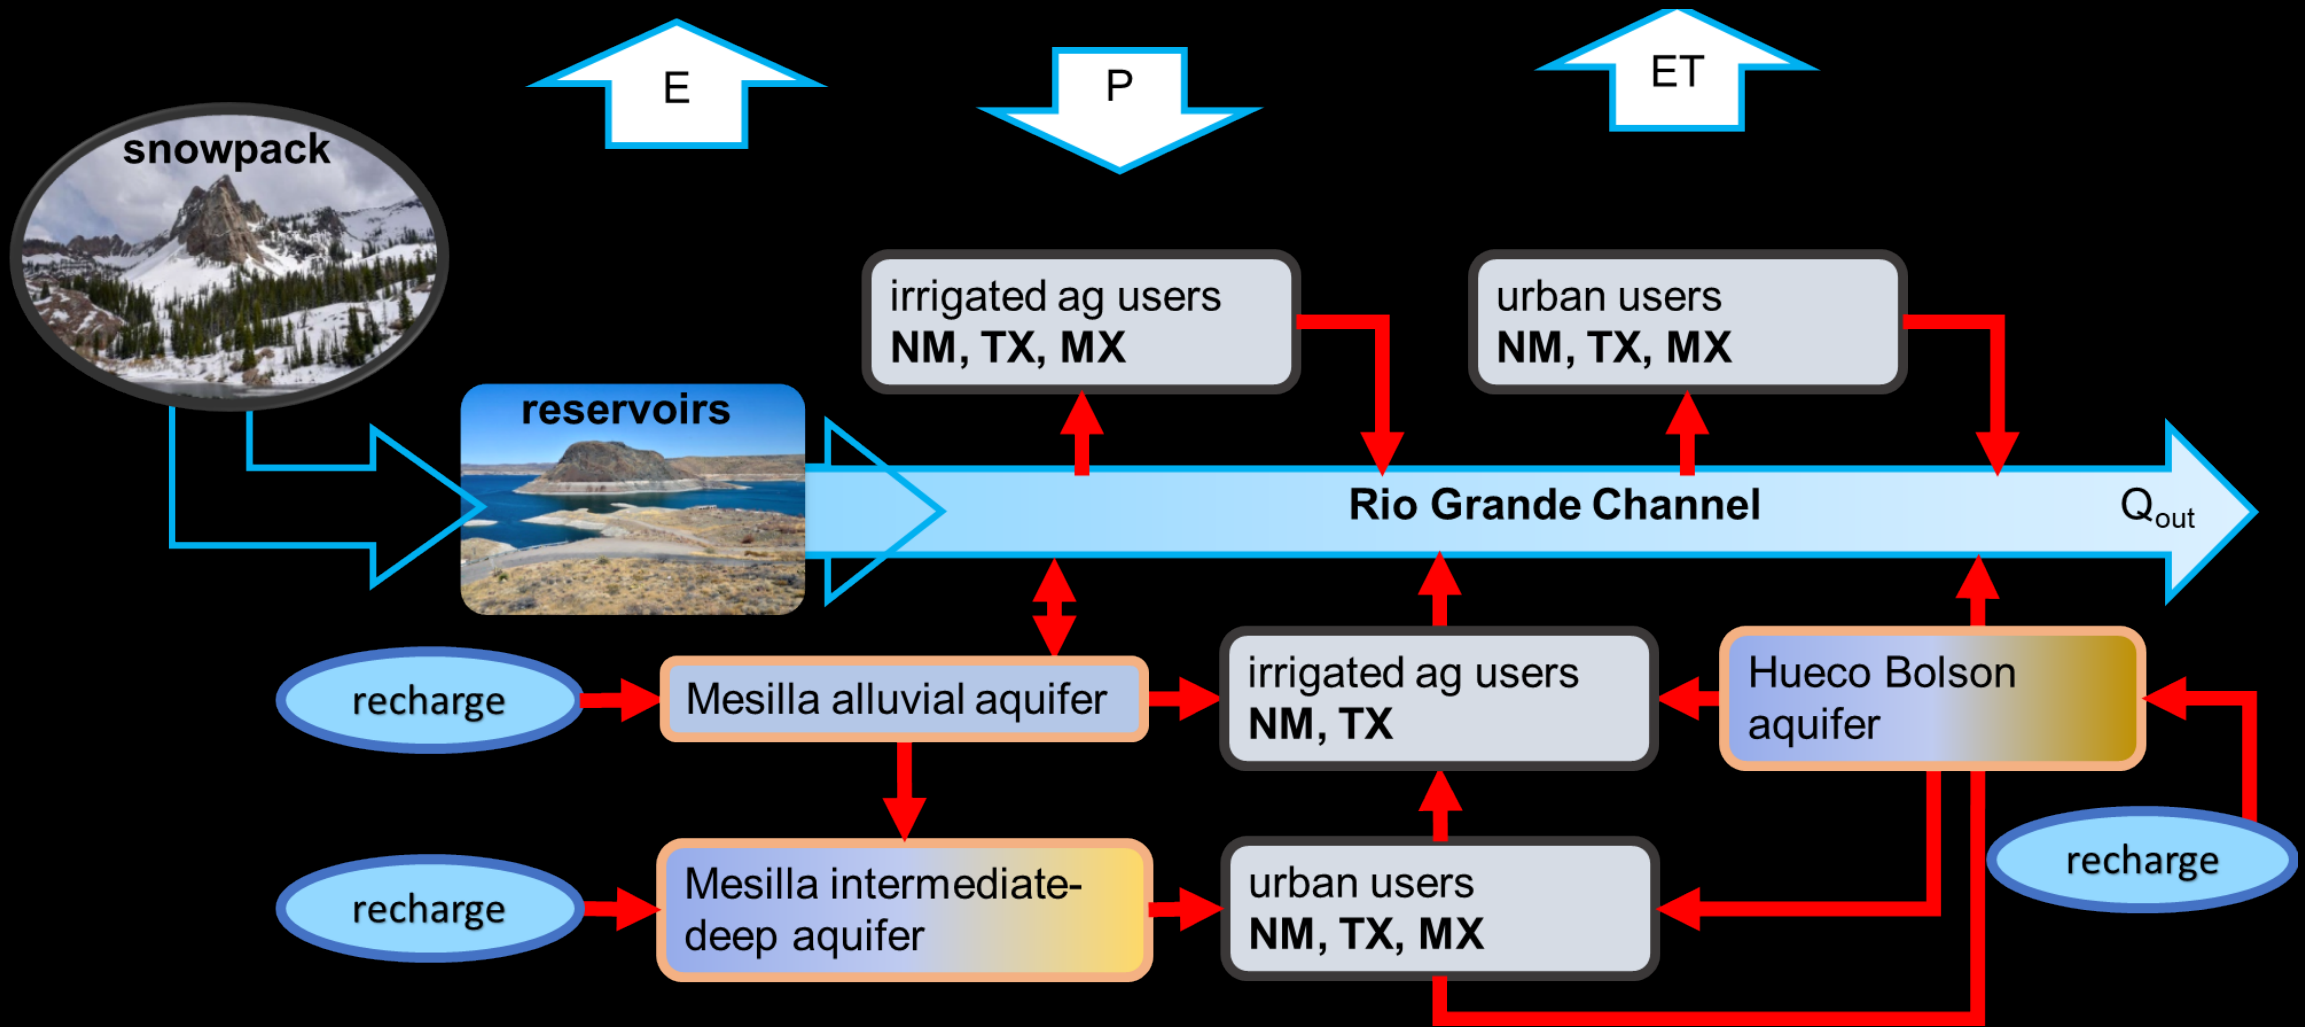 E
P
ET
snowpack
irrigated ag users
NM, TX, MX
urban users
NM, TX, MX
reservoirs
Rio Grande Channel
Qout
recharge
Mesilla alluvial aquifer
irrigated ag users
NM, TX
Hueco Bolson
aquifer
recharge
Mesilla intermediate-
deep aquifer
urban users
NM, TX, MX
recharge